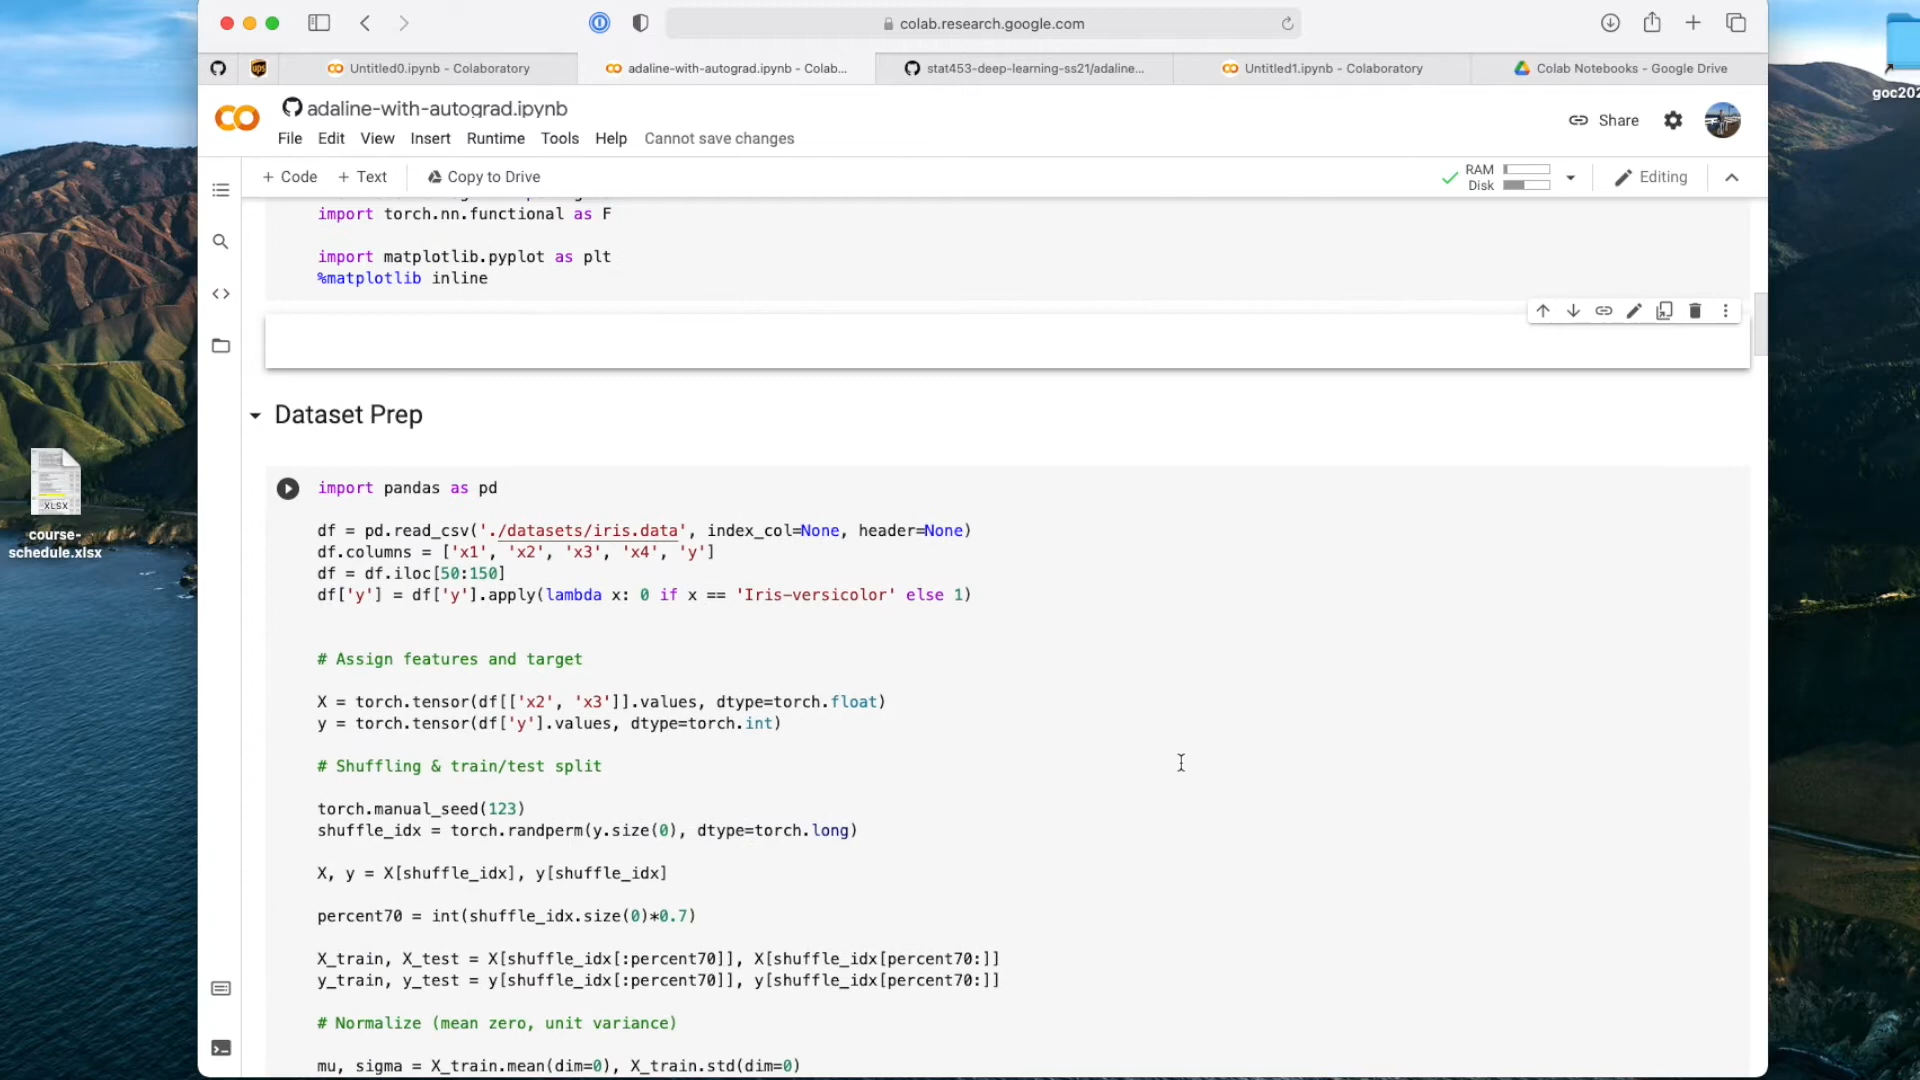 colab.research.google.com
ups
Untitled0.ipynb - Colaboratory
adaline-with-autograd.ipynb - Colab...
stat453-deep-learning-ss21/adaline...
Untitled1.ipynb - Colaboratory
Colab Notebooks - Google Drive
goc202
adaline-with-autograd.ipynb
Share
File Edit View Insert Runtime Tools Help Cannot save changes
+ Code + Text Copy to Drive
RAM
Disk
Editing
import torch.nn.functional as F
import matplotlib.pyplot as plt
%matplotlib inline
Dataset Prep
import pandas as pd
df = pd.read_csv('./datasets/iris.data', index_col=None, header=None)
df.columns = ['x1', 'x2', 'x3', 'x4', 'y']
df = df.iloc[50:150]
df['y'] = df['y'].apply(lambda x: 0 if x == 'Iris-versicolor' else 1)
# Assign features and target
X = torch.tensor(df[['x2', 'x3']].values, dtype=torch.float)
y = torch.tensor(df['y'].values, dtype=torch.int)
# Shuffling & train/test split
torch.manual_seed(123)
shuffle_idx = torch.randperm(y.size(0), dtype=torch.long)
X, y = X[shuffle_idx], y[shuffle_idx]
percent70 = int(shuffle_idx.size(0)*0.7)
X_train, X_test = X[shuffle_idx[:percent70]], X[shuffle_idx[percent70:]]
y_train, y_test = y[shuffle_idx[:percent70]], y[shuffle_idx[percent70:]]
# Normalize (mean zero, unit variance)
mu, sigma = X_train.mean(dim=0), X_train.std(dim=0)
XLSX
course-
schedule.xlsx